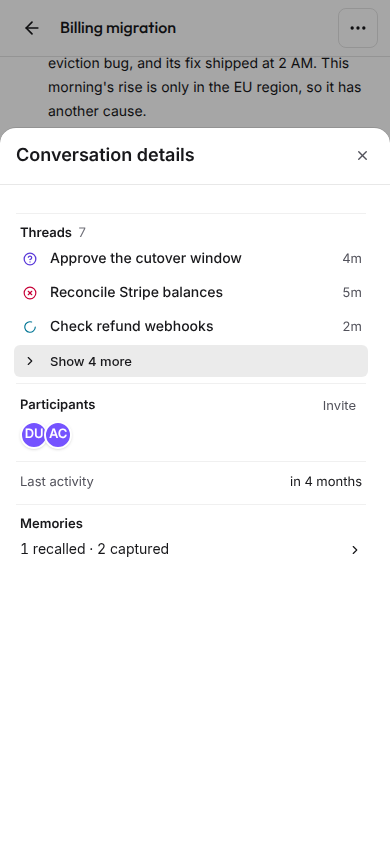 Billing migration
eviction bug, and its fix shipped at 2 AM. This
morning's rise is only in the EU region, so it has
another cause.
Conversation details
Threads 7
Approve the cutover window 4m
Reconcile Stripe balances 5m
Check refund webhooks 2m
Show 4 more
Participants Invite
DU AC
Last activity in 4 months
Memories
1 recalled · 2 captured